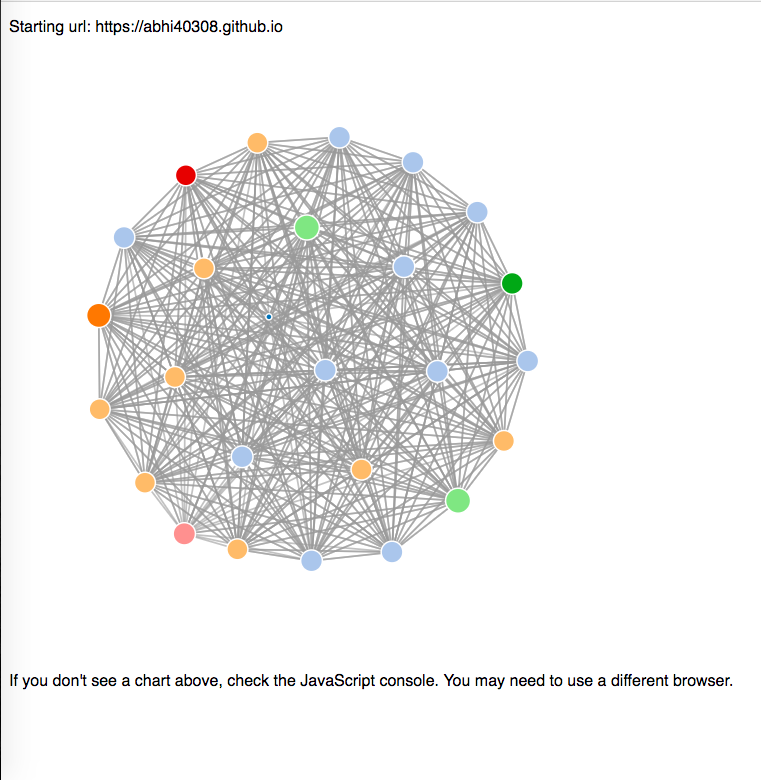 Starting url: https://abhi40308.github.io
If you don't see a chart above, check the JavaScript console. You may need to use a different browser.